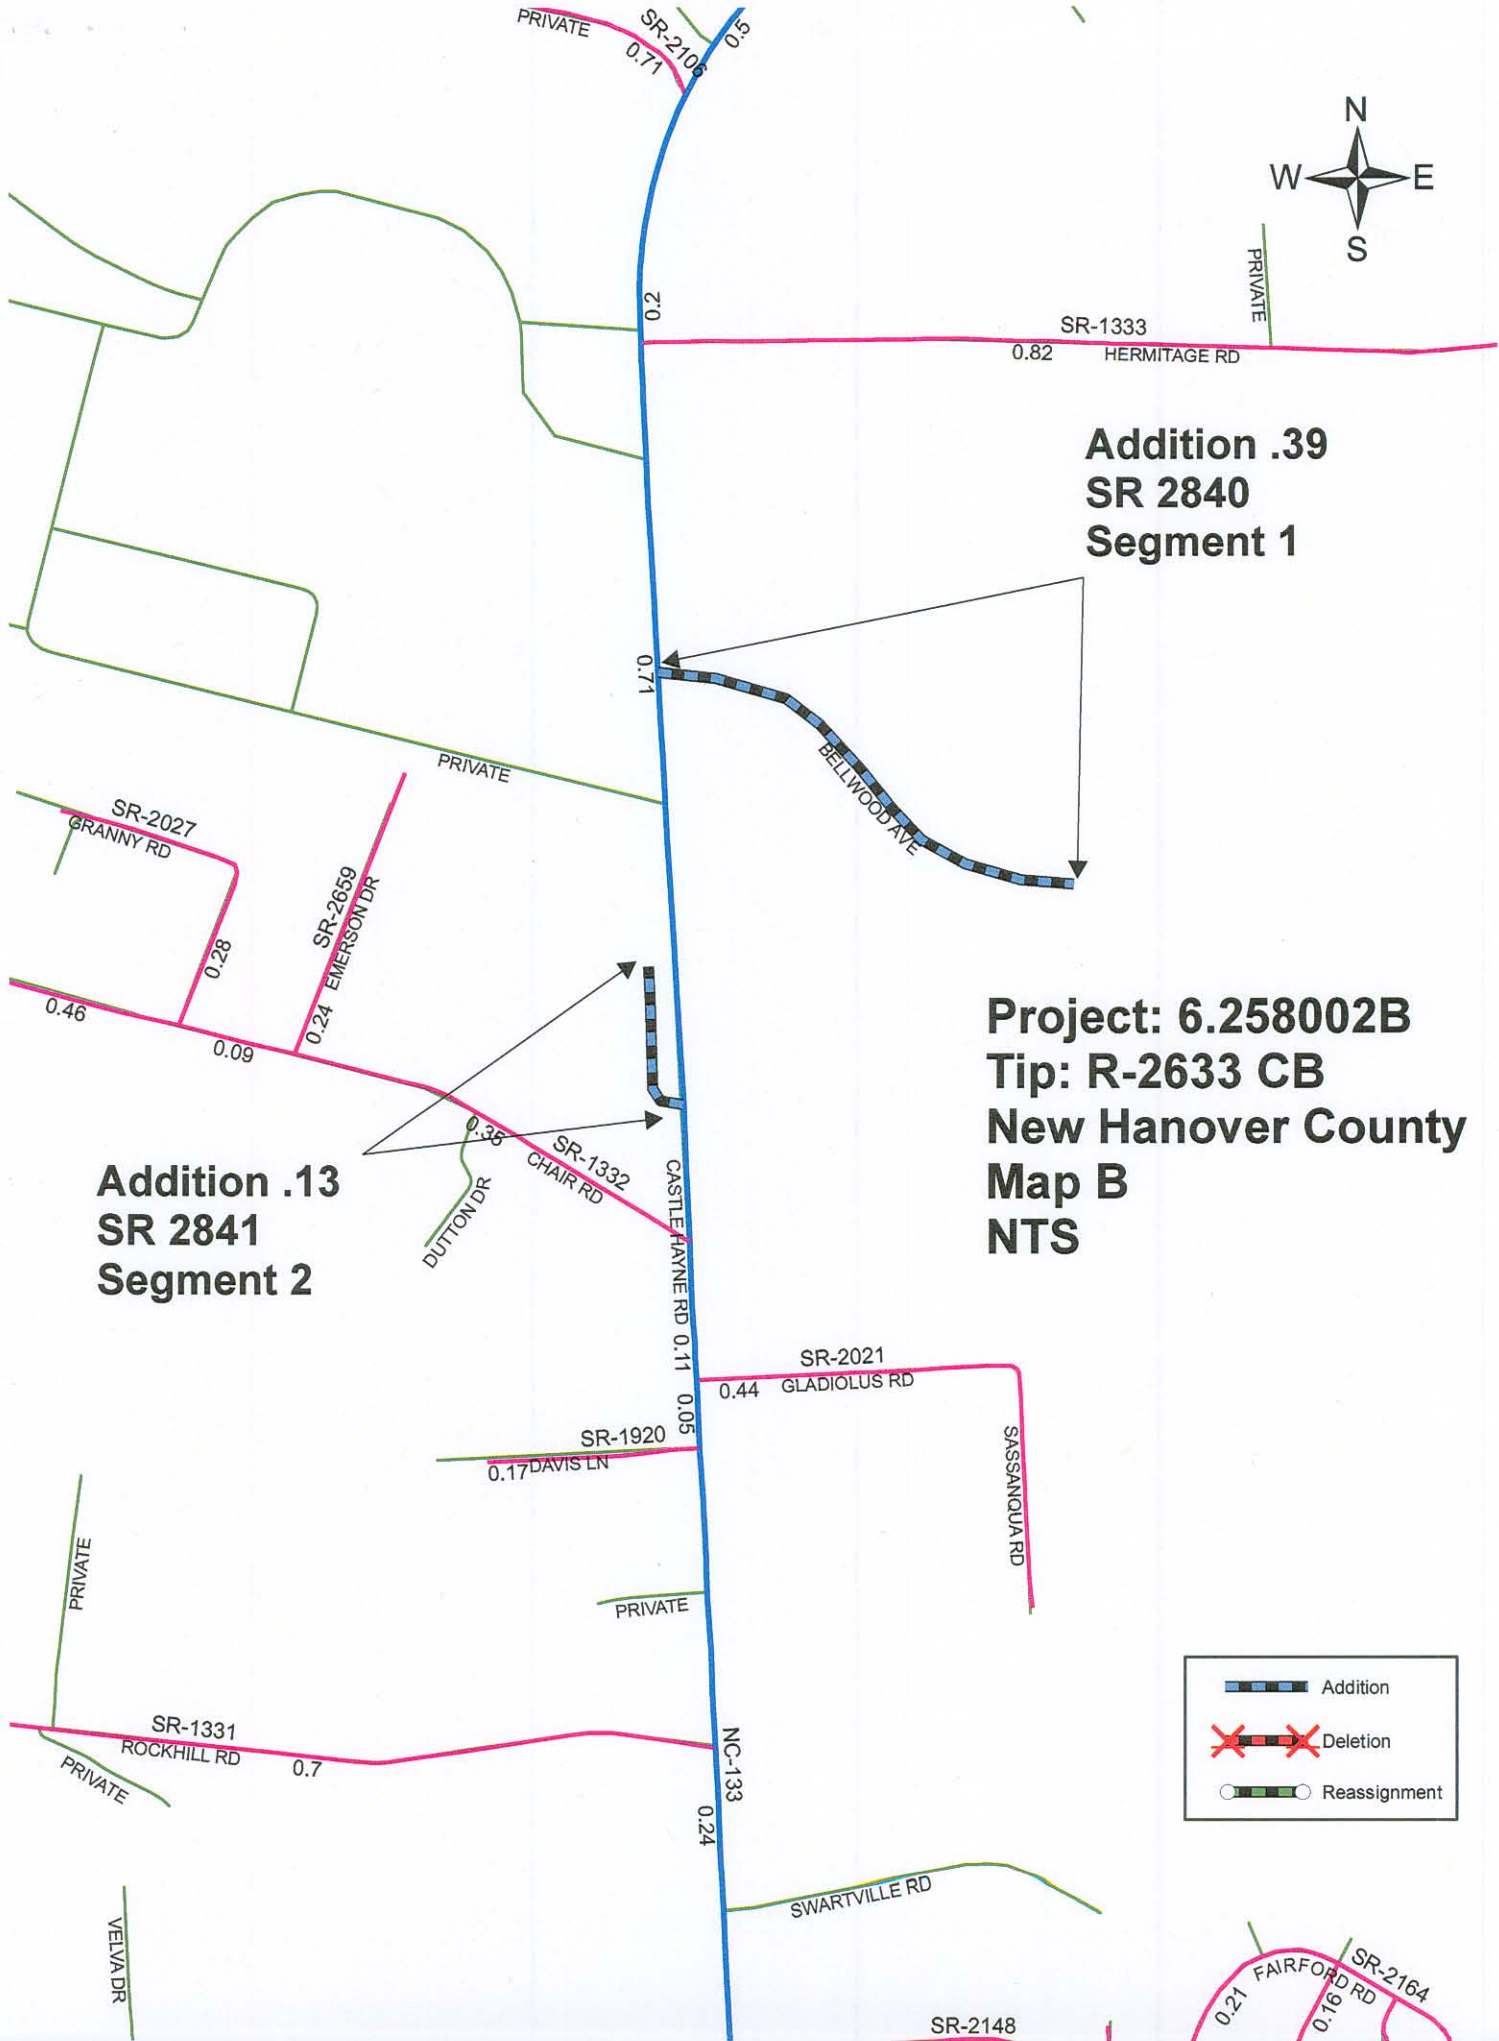 PRIVATE
SR-2106
0.71
0.5
N
W
E
S
0.2
PRIVATE
SR-1333
0.82
HERMITAGE RD
Addition .39
SR 2840
Segment 1
0.71
BELLWOOD AVE
PRIVATE
SR-2027
GRANNY RD
SR-2659
EMERSON DR
0.28
0.24
0.46
0.09
Project: 6.258002B
Tip: R-2633 CB
New Hanover County
Map B
NTS
SR-1332
CHAIR RD
DUTTON DR
Addition .13
SR 2841
Segment 2
CASTLE HAYNE RD
0.11
SR-2021
0.44
GLADIOLUS RD
0.05
SR-1920
0.17
DAVIS LN
SASSANQUA RD
PRIVATE
PRIVATE
SR-1331
ROCKHILL RD
0.7
PRIVATE
NC-133
0.24
Addition
Deletion
Reassignment
SWARTVILLE RD
VELVA DR
FAIRFORD RD
SR-2164
0.21
0.16
SR-2148